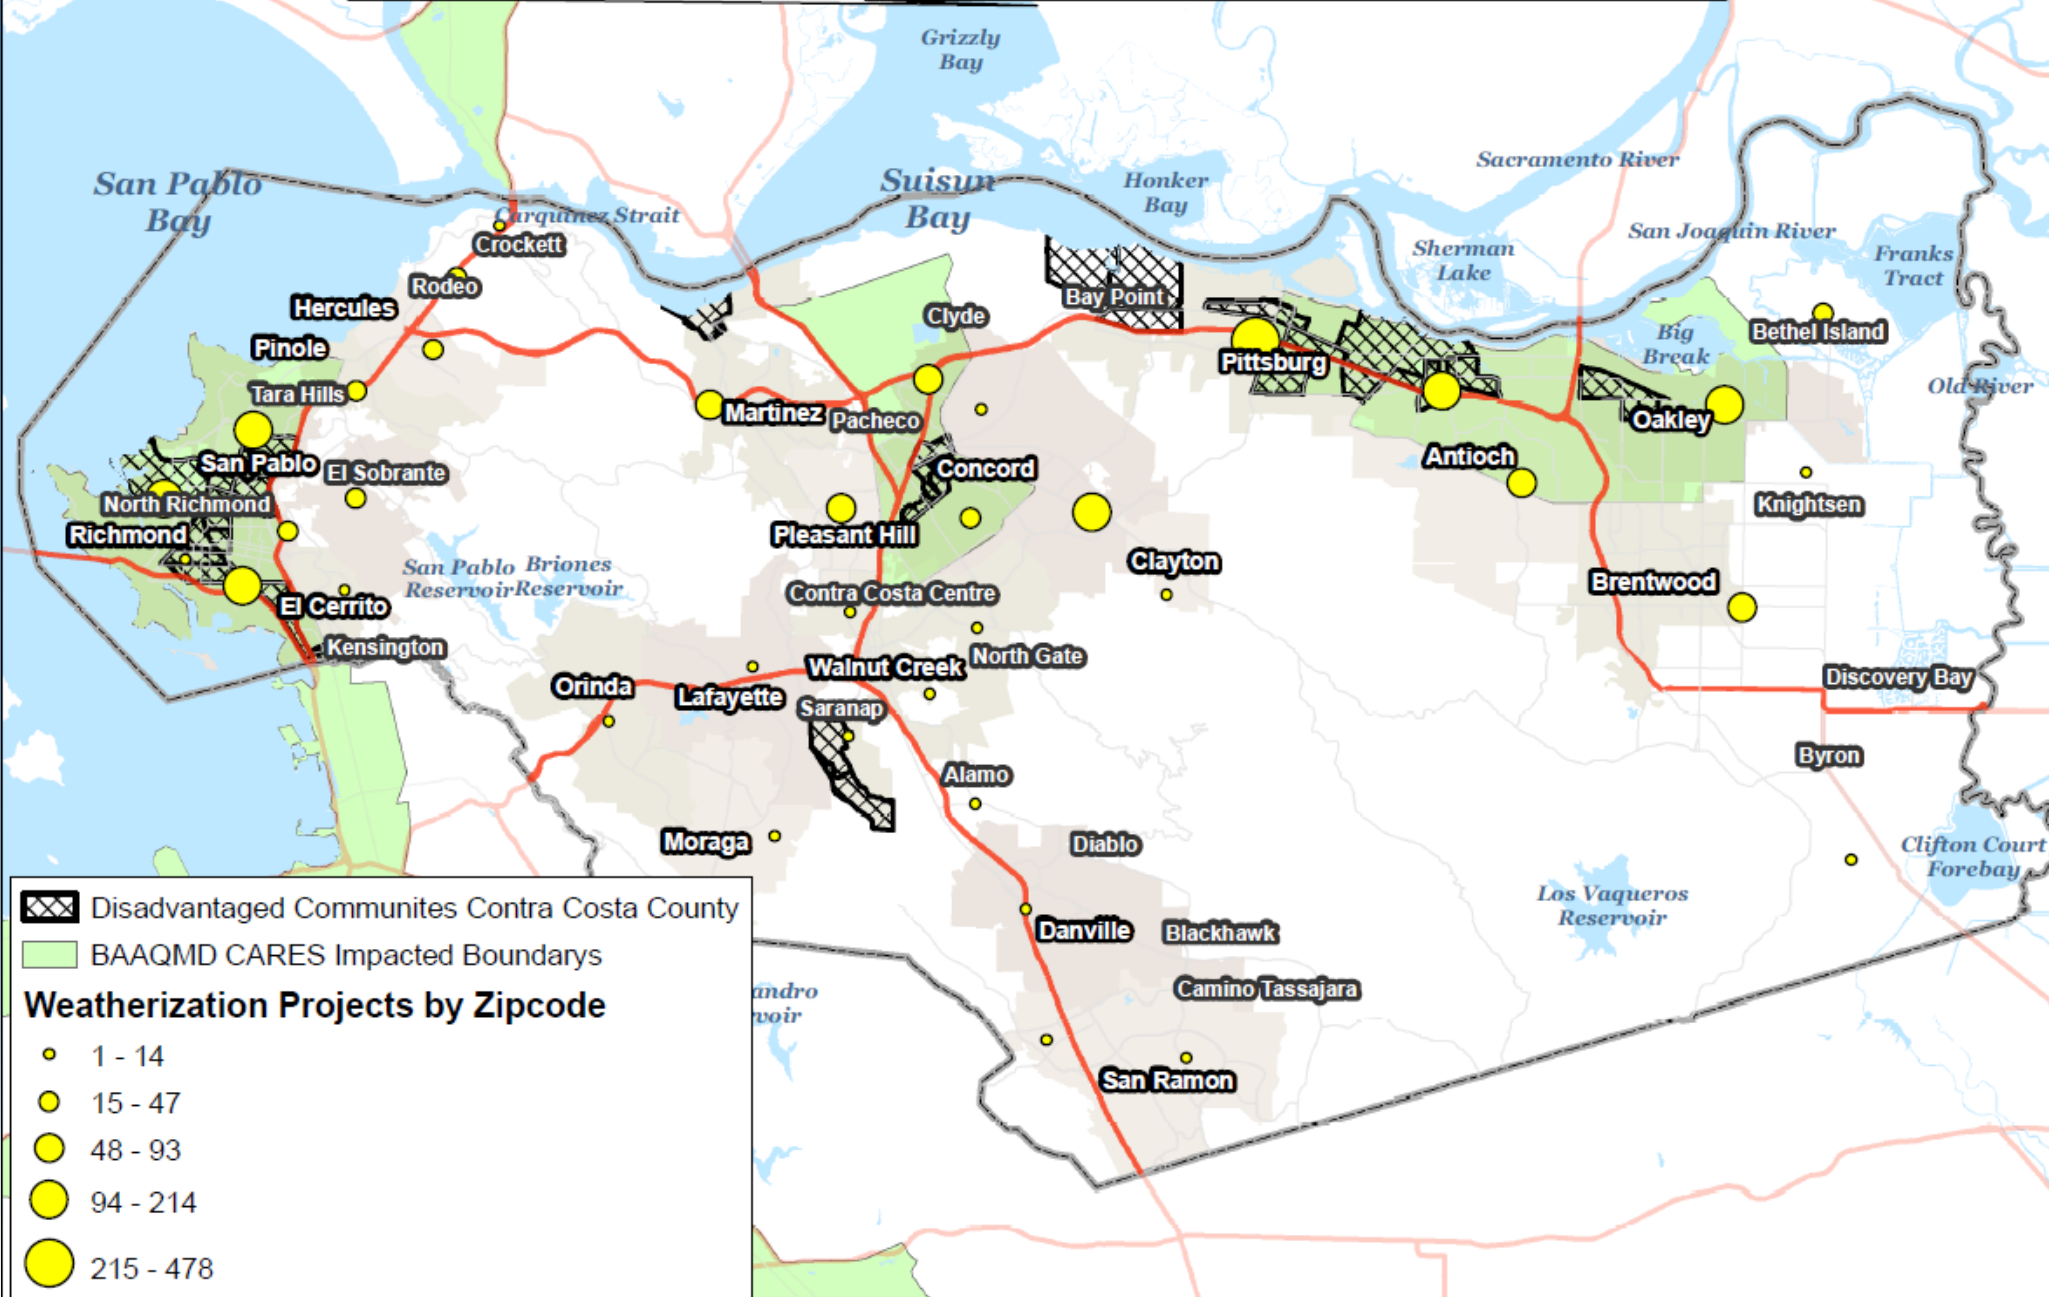 Grizzly
Bay
San Pablo
Bay
Suisun
Bay
Honker
Bay
Sacramento River
Carquinez Strait
Crockett
San Joaquin River
Sherman
Lake
Franks
Tract
Rodeo
Hercules
Bay Point
Clyde
Pinole
Big
Break
Bethel Island
Pittsburg
Tara Hills
Martinez
Pacheco
Oakley
Old River
San Pablo
El Sobrante
Concord
Antioch
North Richmond
Knightsen
Richmond
Pleasant Hill
San Pablo
Reservoir
Briones
Reservoir
Clayton
Contra Costa Centre
Brentwood
El Cerrito
Kensington
North Gate
Walnut Creek
Orinda
Lafayette
Saranap
Discovery Bay
Alamo
Byron
Moraga
Diablo
Clifton Court
Forebay
Los Vaqueros
Reservoir
Danville
Blackhawk
Camino Tassajara
andro
rvoir
San Ramon
Disadvantaged Communites Contra Costa County
BAAQMD CARES Impacted Boundarys
Weatherization Projects by Zipcode
1 - 14
15 - 47
48 - 93
94 - 214
215 - 478